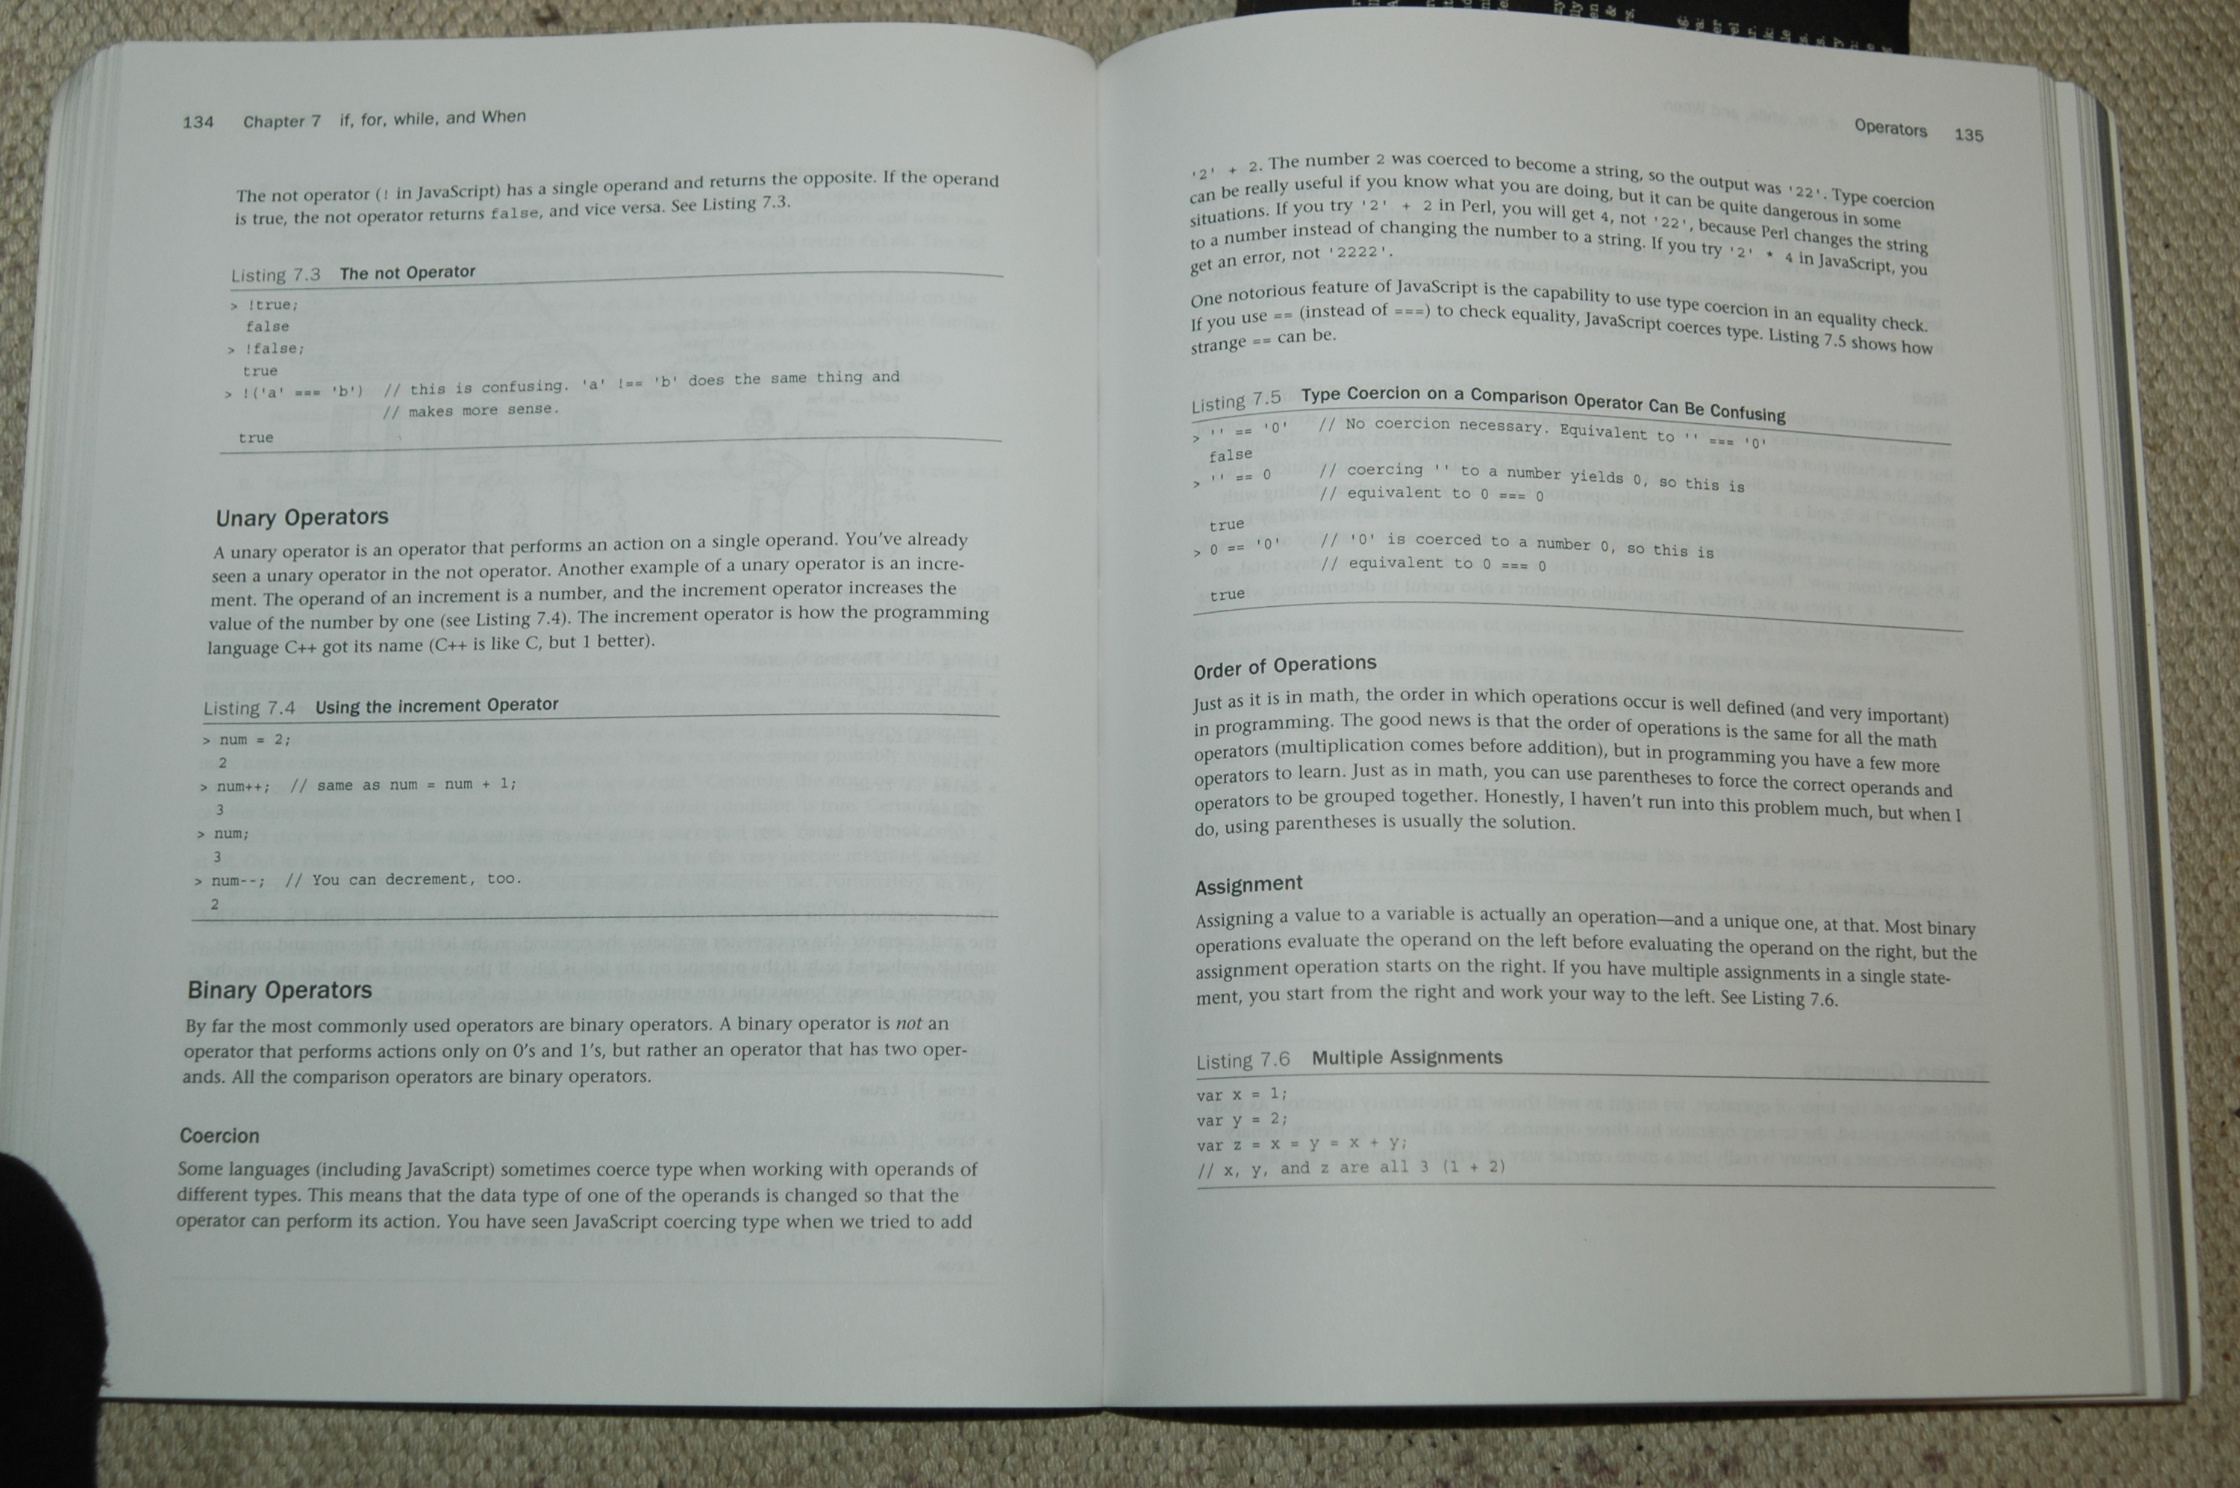 134 Chapter 7 if, for, while, and When
The not operator (! in JavaScript) has a single operand and returns the opposite. If the operand
is true, the not operator returns false, and vice versa. See Listing 7.3.
Listing 7.3 The not Operator
> !true;
false
> !false;
true
> !('a' === 'b') // this is confusing. 'a' !== 'b' does the same thing and
// makes more sense.
true
Unary Operators
A unary operator is an operator that performs an action on a single operand. You've already
seen a unary operator in the not operator. Another example of a unary operator is an incre-
ment. The operand of an increment is a number, and the increment operator increases the
value of the number by one (see Listing 7.4). The increment operator is how the programming
language C++ got its name (C++ is like C, but 1 better).
Listing 7.4 Using the increment Operator
> num = 2;
2
> num++; // same as num = num + 1;
3
> num;
3
> num--; // You can decrement, too.
2
Binary Operators
By far the most commonly used operators are binary operators. A binary operator is not an
operator that performs actions only on 0's and 1's, but rather an operator that has two oper-
ands. All the comparison operators are binary operators.
Coercion
Some languages (including JavaScript) sometimes coerce type when working with operands of
different types. This means that the data type of one of the operands is changed so that the
operator can perform its action. You have seen JavaScript coercing type when we tried to add
Operators 135
'2' + 2. The number 2 was coerced to become a string, so the output was '22'. Type coercion
can be really useful if you know what you are doing, but it can be quite dangerous in some
situations. If you try '2' + 2 in Perl, you will get 4, not '22', because Perl changes the string
to a number instead of changing the number to a string. If you try '2' * 4 in JavaScript, you
get an error, not '2222'.
One notorious feature of JavaScript is the capability to use type coercion in an equality check.
If you use == (instead of ===) to check equality, JavaScript coerces type. Listing 7.5 shows how
strange == can be.
Listing 7.5 Type Coercion on a Comparison Operator Can Be Confusing
> '' == '0' // No coercion necessary. Equivalent to '' === '0'
false
> '' == 0 // coercing '' to a number yields 0, so this is
// equivalent to 0 === 0
true
> 0 == '0' // '0' is coerced to a number 0, so this is
// equivalent to 0 === 0
true
Order of Operations
Just as it is in math, the order in which operations occur is well defined (and very important)
in programming. The good news is that the order of operations is the same for all the math
operators (multiplication comes before addition), but in programming you have a few more
operators to learn. Just as in math, you can use parentheses to force the correct operands and
operators to be grouped together. Honestly, I haven't run into this problem much, but when I
do, using parentheses is usually the solution.
Assignment
Assigning a value to a variable is actually an operation—and a unique one, at that. Most binary
operations evaluate the operand on the left before evaluating the operand on the right, but the
assignment operation starts on the right. If you have multiple assignments in a single state-
ment, you start from the right and work your way to the left. See Listing 7.6.
Listing 7.6 Multiple Assignments
var x = 1;
var y = 2;
var z = x = y = x + y;
// x, y, and z are all 3 (1 + 2)